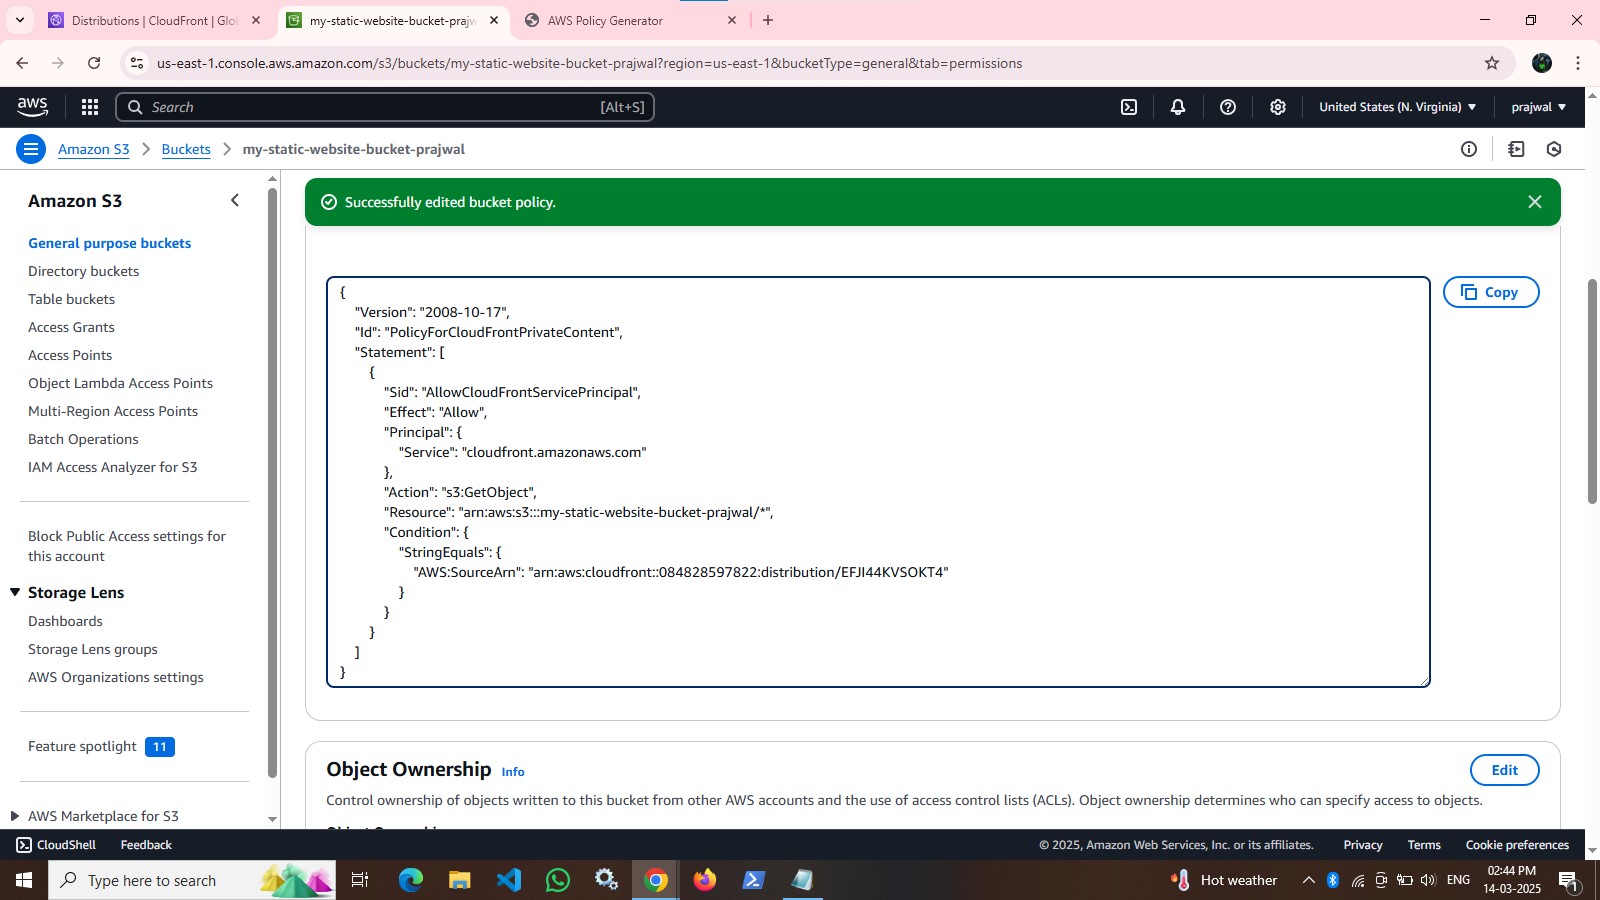 Distributions | CloudFront | Glo
my-static-website-bucket-prajw
AWS Policy Generator
us-east-1.console.aws.amazon.com/s3/buckets/my-static-website-bucket-prajwal?region=us-east-1&bucketType=general&tab=permissions
aws
Search
[Alt+S]
United States (N. Virginia)
prajwal
Amazon S3
Buckets
my-static-website-bucket-prajwal
Amazon S3
General purpose buckets
Directory buckets
Table buckets
Access Grants
Access Points
Object Lambda Access Points
Multi-Region Access Points
Batch Operations
IAM Access Analyzer for S3
Block Public Access settings for
this account
Storage Lens
Dashboards
Storage Lens groups
AWS Organizations settings
Feature spotlight 11
AWS Marketplace for S3
Successfully edited bucket policy.
{
"Version": "2008-10-17",
"Id": "PolicyForCloudFrontPrivateContent",
"Statement": [
{
"Sid": "AllowCloudFrontServicePrincipal",
"Effect": "Allow",
"Principal": {
"Service": "cloudfront.amazonaws.com"
},
"Action": "s3:GetObject",
"Resource": "arn:aws:s3:::my-static-website-bucket-prajwal/*",
"Condition": {
"StringEquals": {
"AWS:SourceArn": "arn:aws:cloudfront::084828597822:distribution/EFJI44KVSOKT4"
}
}
}
]
}
Copy
Object Ownership Info
Edit
Control ownership of objects written to this bucket from other AWS accounts and the use of access control lists (ACLs). Object ownership determines who can specify access to objects.
Object Ownership
CloudShell
Feedback
© 2025, Amazon Web Services, Inc. or its affiliates.
Privacy
Terms
Cookie preferences
Type here to search
Hot weather
ENG
02:44 PM
14-03-2025
1